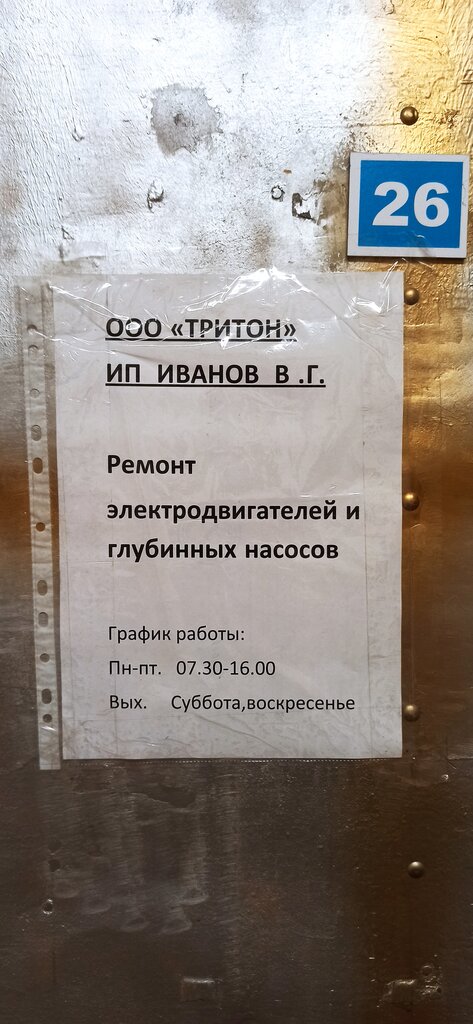 26
ООО «ТРИТОН»
ИП ИВАНОВ В .Г.
Ремонт
электродвигателей и
глубинных насосов
График работы:
Пн-пт. 07.30-16.00
Вых. Суббота,воскресенье